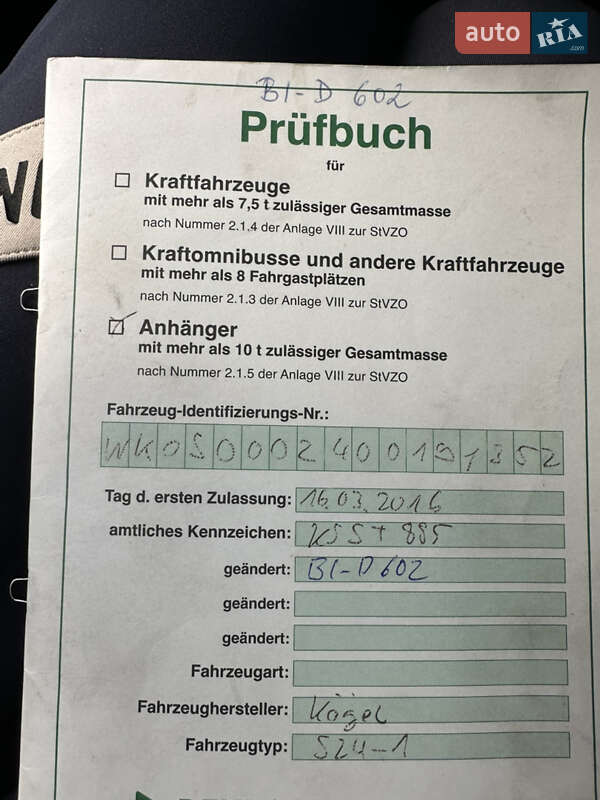 auto RIA .com
BI-D 602
Prüfbuch
für
Kraftfahrzeuge
mit mehr als 7,5 t zulässiger Gesamtmasse
nach Nummer 2.1.4 der Anlage VIII zur StVZO
Kraftomnibusse und andere Kraftfahrzeuge
mit mehr als 8 Fahrgastplätzen
nach Nummer 2.1.3 der Anlage VIII zur StVZO
Anhänger
mit mehr als 10 t zulässiger Gesamtmasse
nach Nummer 2.1.5 der Anlage VIII zur StVZO
Fahrzeug-Identifizierungs-Nr.:
WK0S0002400191352
Tag d. ersten Zulassung: 16.03.2016
amtliches Kennzeichen: KS ST 885
geändert: BI-D 602
geändert:
geändert:
Fahrzeugart:
Fahrzeughersteller: Kögel
Fahrzeugtyp: S24-1